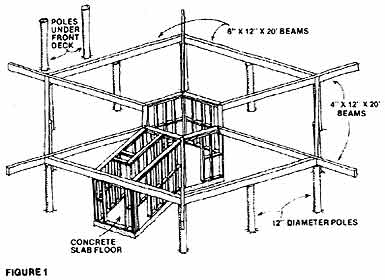 POLES
UNDER
FRONT
DECK
6" X 12" X 20' BEAMS
4" X 12" X 20'
BEAMS
12" DIAMETER POLES
CONCRETE
SLAB FLOOR
FIGURE 1